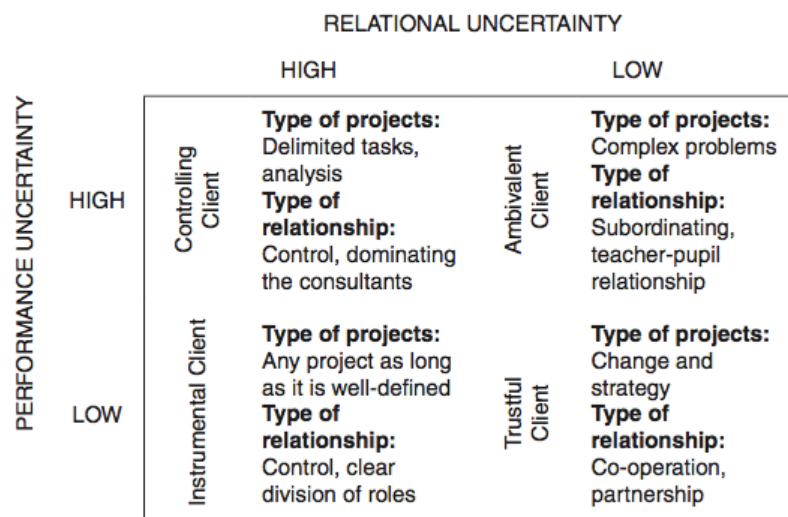 RELATIONAL UNCERTAINTY
HIGH
LOW
PERFORMANCE UNCERTAINTY
HIGH
Controlling
Client
Type of projects:
Delimited tasks,
analysis
Type of
relationship:
Control, dominating
the consultants
Ambivalent
Client
Type of projects:
Complex problems
Type of
relationship:
Subordinating,
teacher-pupil
relationship
LOW
Instrumental Client
Type of projects:
Any project as long
as it is well-defined
Type of
relationship:
Control, clear
division of roles
Trustful
Client
Type of projects:
Change and
strategy
Type of
relationship:
Co-operation,
partnership